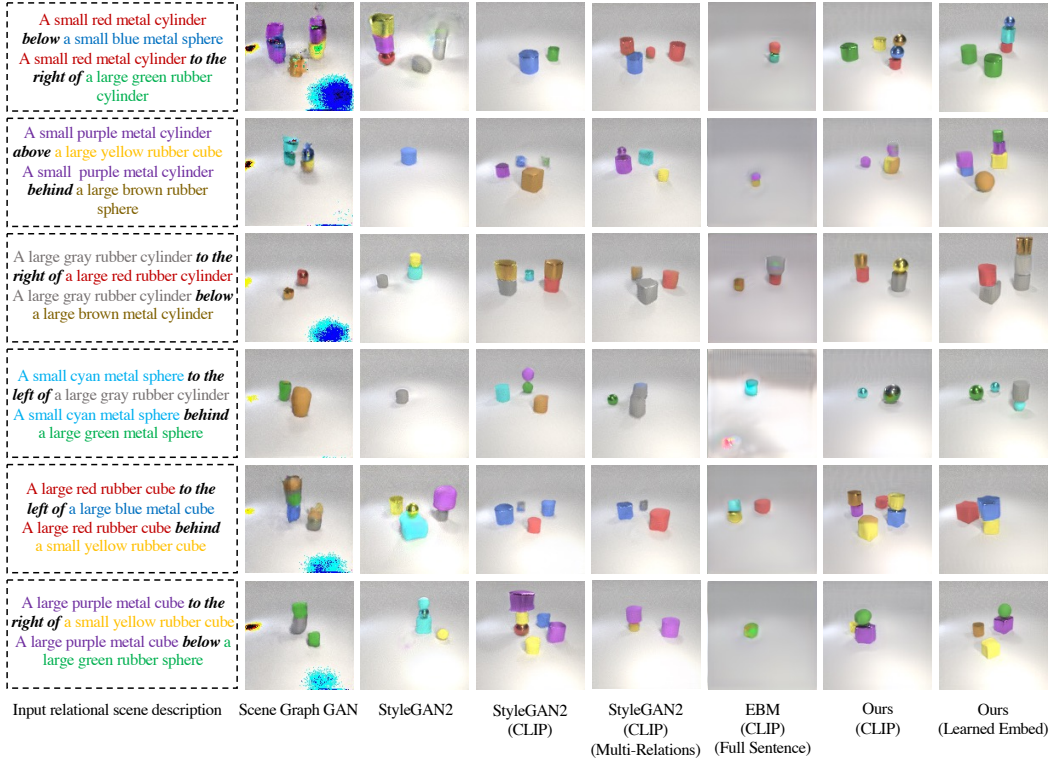 A small red metal cylinder
below a small blue metal sphere
A small red metal cylinder to the
right of a large green rubber
cylinder
A small purple metal cylinder
above a large yellow rubber cube
A small purple metal cylinder
behind a large brown rubber
sphere
A large gray rubber cylinder to the
right of a large red rubber cylinder
A large gray rubber cylinder below
a large brown metal cylinder
A small cyan metal sphere to the
left of a large gray rubber cylinder
A small cyan metal sphere behind
a large green metal sphere
A large red rubber cube to the
left of a large blue metal cube
A large red rubber cube behind
a small yellow rubber cube
A large purple metal cube to the
right of a small yellow rubber cube
A large purple metal cube below a
large green rubber sphere
Input relational scene description
Scene Graph GAN
StyleGAN2
StyleGAN2
(CLIP)
StyleGAN2
(CLIP)
(Multi-Relations)
EBM
(CLIP)
(Full Sentence)
Ours
(CLIP)
Ours
(Learned Embed)